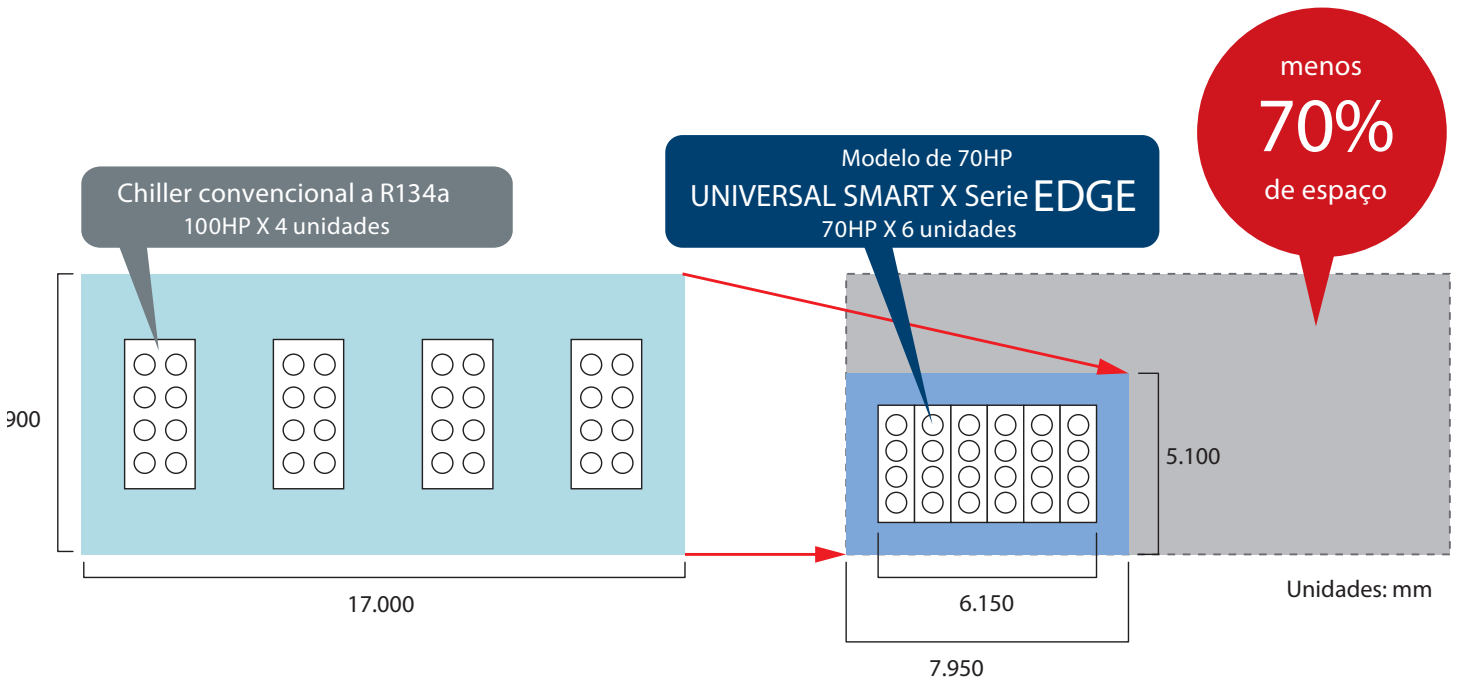 menos
70%
de espaço
Chiller convencional a R134a
100HP X 4 unidades
Modelo de 70HP
UNIVERSAL SMART X Serie EDGE
70HP X 6 unidades
900
5.100
17.000
6.150
7.950
Unidades: mm